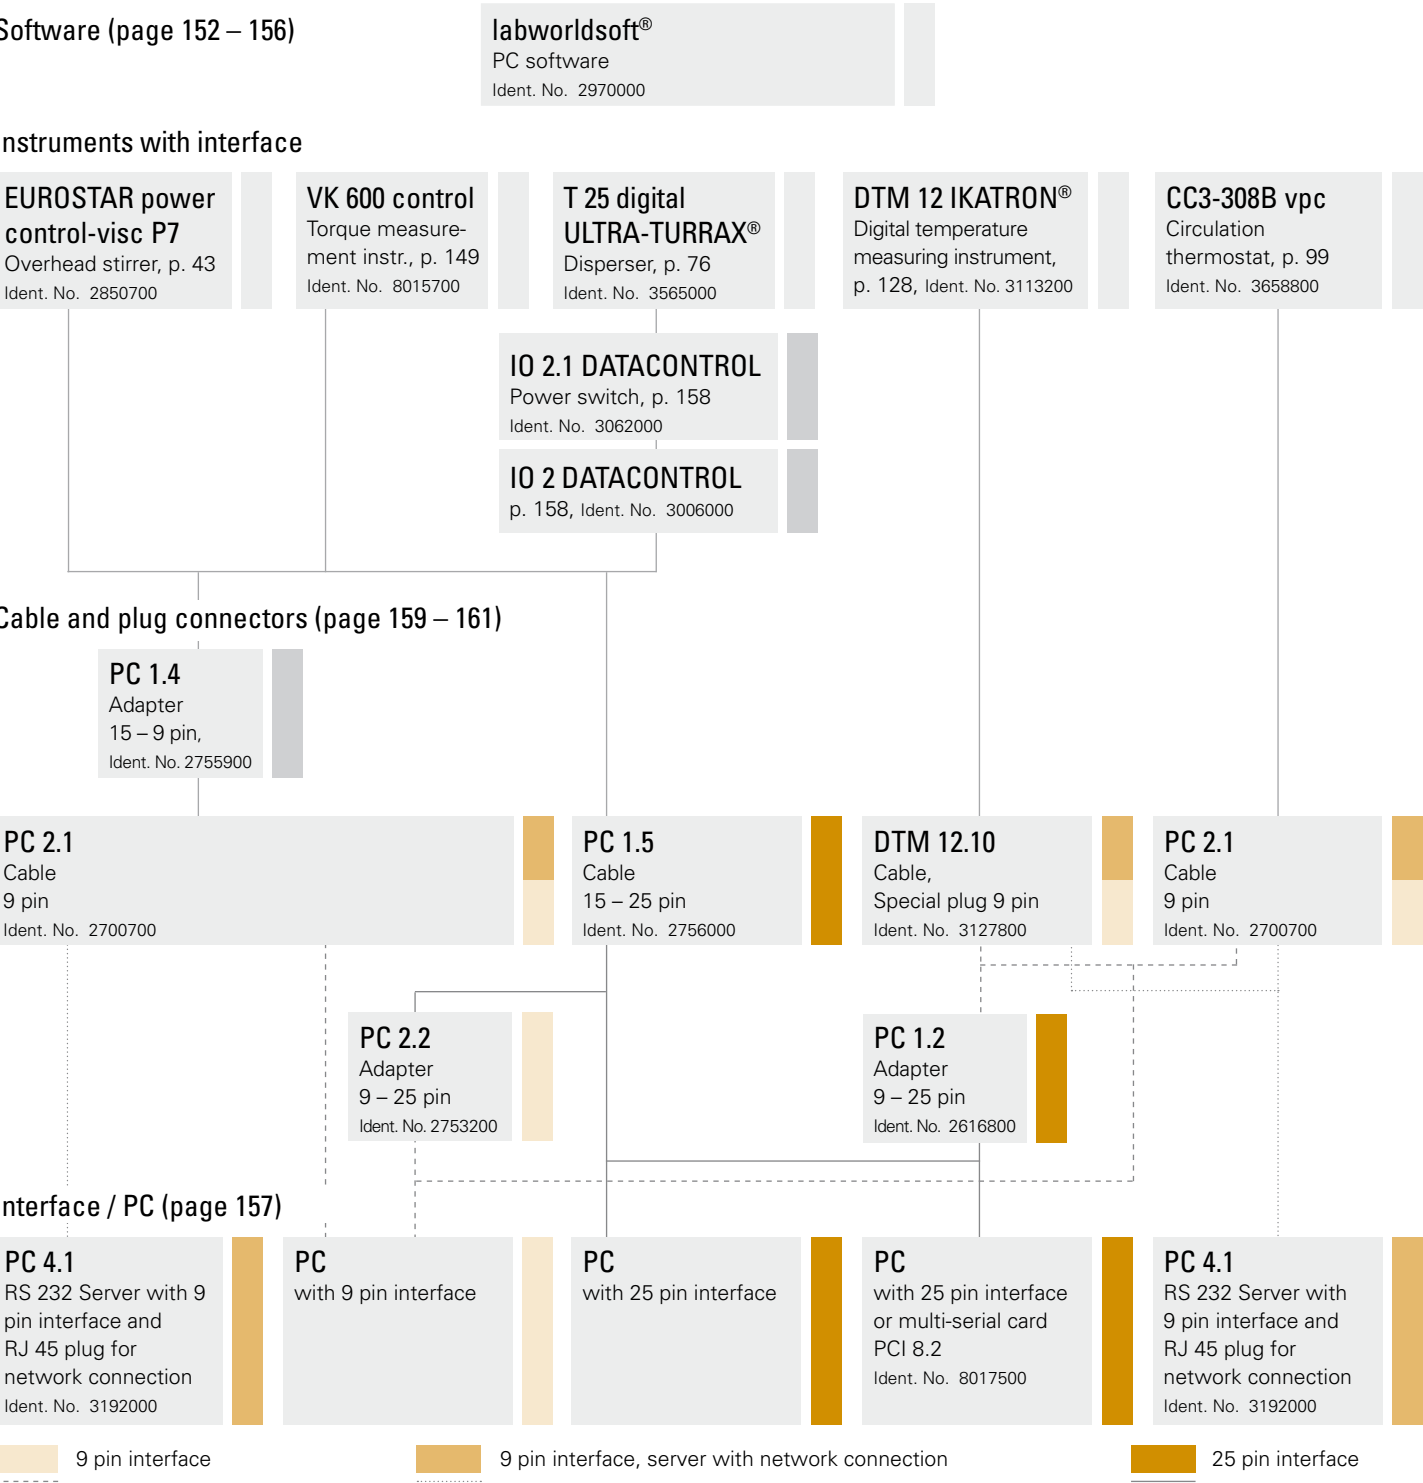 Software (page 152 – 156)
labworldsoft®
PC software
Ident. No. 2970000
nstruments with interface
EUROSTAR power
control-visc P7
Overhead stirrer, p. 43
Ident. No. 2850700
VK 600 control
Torque measure-
ment instr., p. 149
Ident. No. 8015700
T 25 digital
ULTRA-TURRAX®
Disperser, p. 76
Ident. No. 3565000
DTM 12 IKATRON®
Digital temperature
measuring instrument,
p. 128, Ident. No. 3113200
CC3-308B vpc
Circulation
thermostat, p. 99
Ident. No. 3658800
IO 2.1 DATACONTROL
Power switch, p. 158
Ident. No. 3062000
IO 2 DATACONTROL
p. 158, Ident. No. 3006000
Cable and plug connectors (page 159 – 161)
PC 1.4
Adapter
15 – 9 pin,
Ident. No. 2755900
PC 2.1
Cable
9 pin
Ident. No. 2700700
PC 1.5
Cable
15 – 25 pin
Ident. No. 2756000
DTM 12.10
Cable,
Special plug 9 pin
Ident. No. 3127800
PC 2.1
Cable
9 pin
Ident. No. 2700700
PC 2.2
Adapter
9 – 25 pin
Ident. No. 2753200
PC 1.2
Adapter
9 – 25 pin
Ident. No. 2616800
nterface / PC (page 157)
PC 4.1
RS 232 Server with 9
pin interface and
RJ 45 plug for
network connection
Ident. No. 3192000
PC
with 9 pin interface
PC
with 25 pin interface
PC
with 25 pin interface
or multi-serial card
PCI 8.2
Ident. No. 8017500
PC 4.1
RS 232 Server with
9 pin interface and
RJ 45 plug for
network connection
Ident. No. 3192000
9 pin interface
9 pin interface, server with network connection
25 pin interface